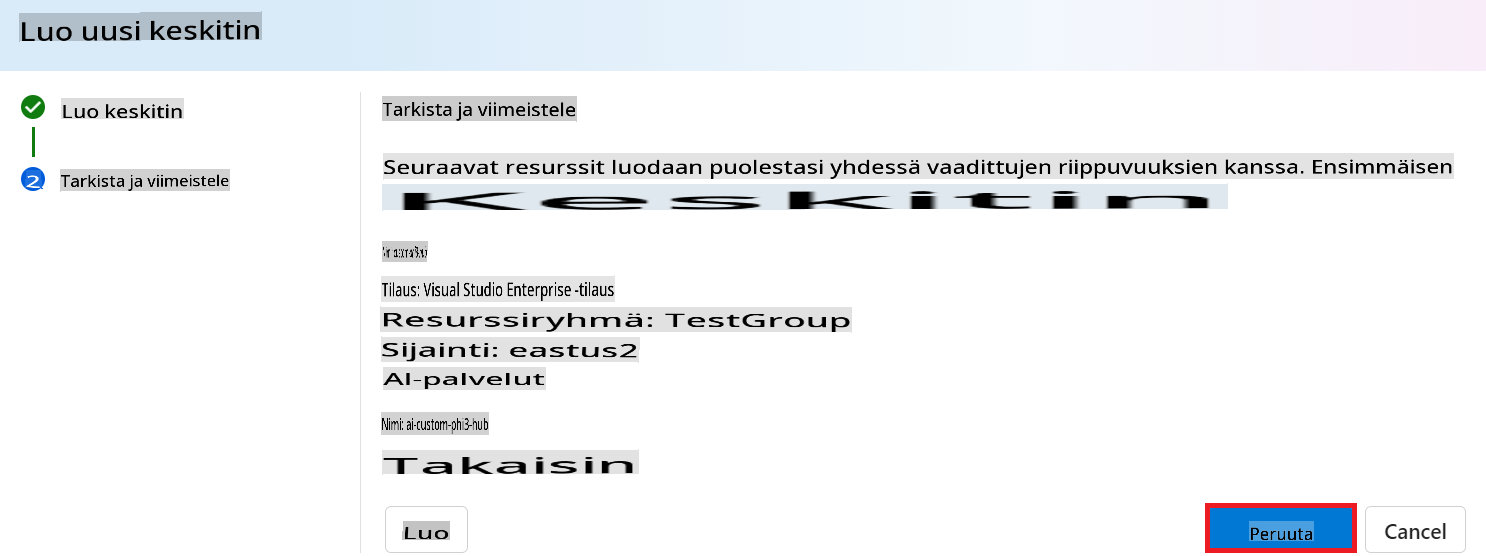 Luo uusi keskitin
Luo keskitin
2
Tarkista ja viimeistele
Tarkista ja viimeistele
Seuraavat resurssit luodaan puolestasi yhdessä vaadittujen riippuvuuksien kanssa. Ensimmäisen
Keskitin
Tilaus: Visual Studio Enterprise -tilaus
Resurssiryhmä: TestGroup
Sijainti: eastus2
AI-palvelut
Nimi: ai-custom-phi3-hub
Takaisin
Luo
Peruuta
Cancel